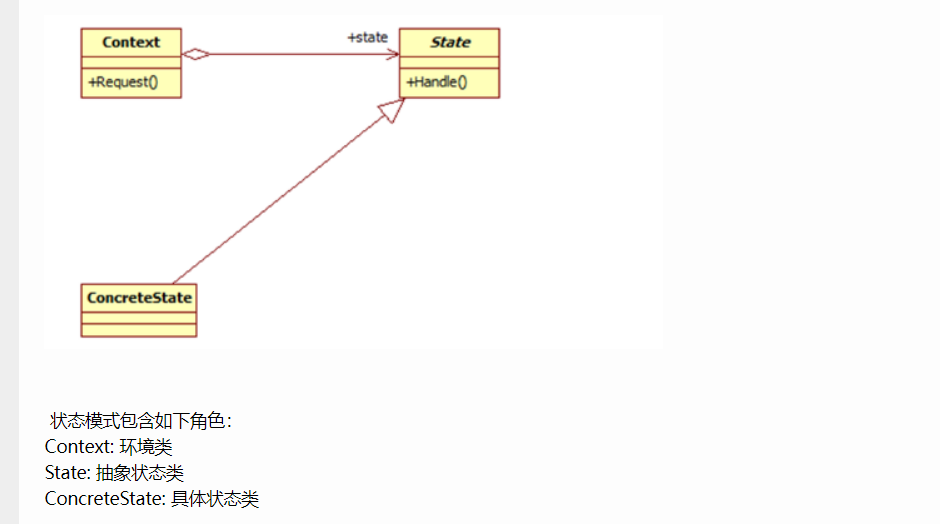 Context
+state
State
+Request()
+Handle()
ConcreteState
状态模式包含如下角色：
Context: 环境类
State: 抽象状态类
ConcreteState: 具体状态类